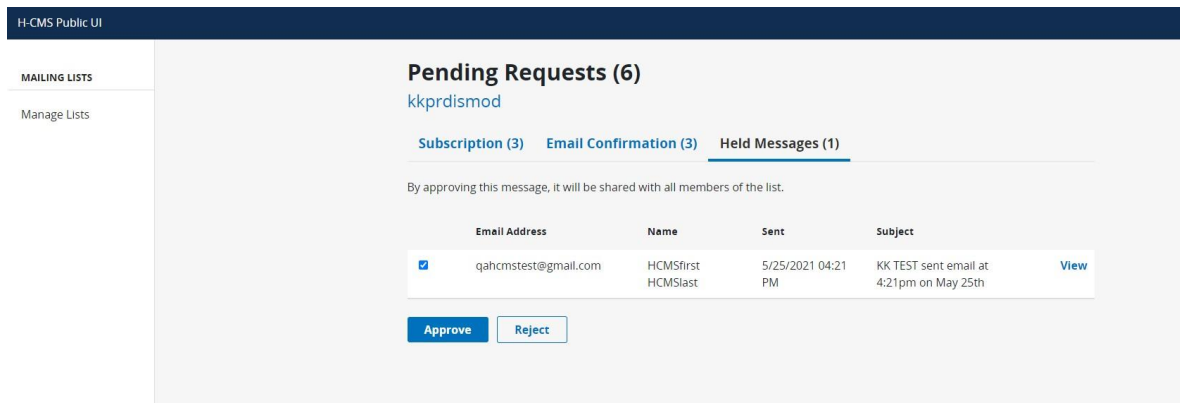 H-CMS Public UI
MAILING LISTS
Manage Lists
Pending Requests (6)
kkprdismod
Subscription (3) Email Confirmation (3) Held Messages (1)
By approving this message, it will be shared with all members of the list.
Email Address Name Sent Subject
qahcmstest@gmail.com HCMSfirst 5/25/2021 04:21 KK TEST sent email at View
HCMSlast PM 4:21pm on May 25th
Approve Reject